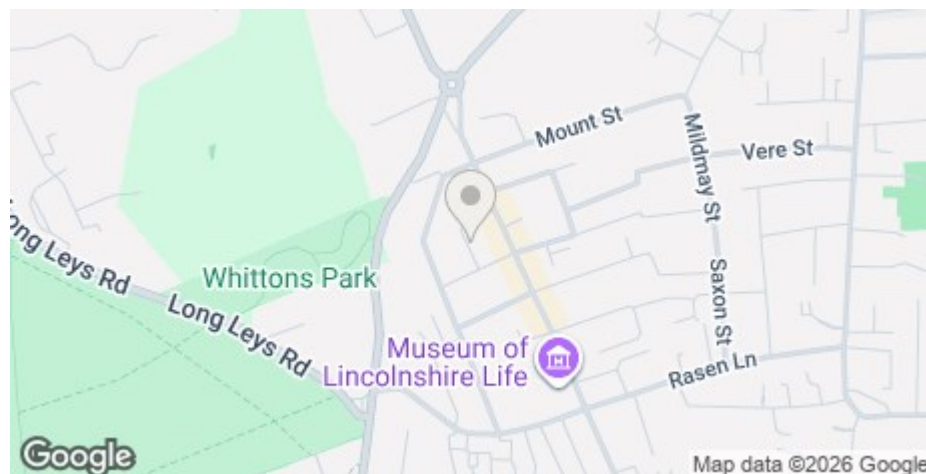 Mount St
Vere St
Mildmay St
Long Leys Rd
Whittons Park
Long Leys Rd
Saxon St
Museum of
Lincolnshire Life
Rasen Ln
Google
Map data ©2026 Google